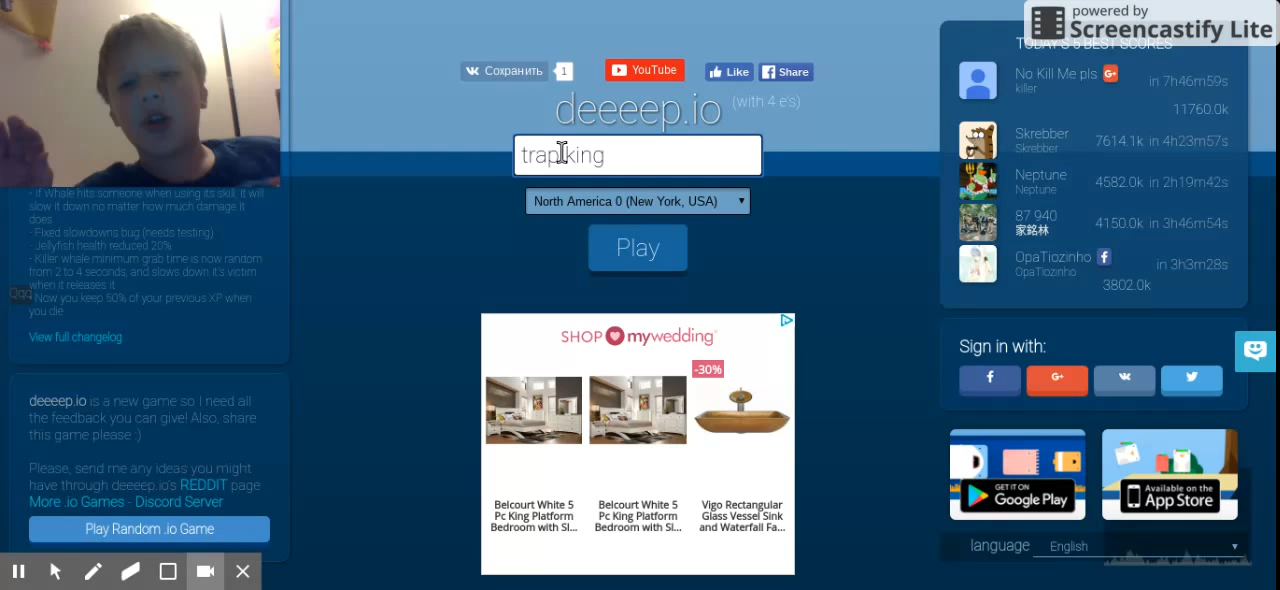 powered by
Screencastify Lite
Сохранить
1
YouTube
Like
Share
deeeep.io
(with 4 e's)
trap king
North America 0 (New York, USA)
Play
- If Whale hits someone when using its skill, it will
slow it down no matter how much damage it
does
- Fixed slowdowns bug (needs testing)
- Jellyfish health reduced 20%
- Killer whale minimum grab time is now random
from 2 to 4 seconds, and slows down it's victim
when it releases it
- Now you keep 50% of your previous XP when
you die
View full changelog
deeeep.io is a new game so I need all
the feedback you can give! Also, share
this game please :)
Please, send me any ideas you might
have through deeeep.io's REDDIT page
More .io Games - Discord Server
Play Random .io Game
SHOP mywedding
-30%
Belcourt White 5
Pc King Platform
Bedroom with Sl...
Belcourt White 5
Pc King Platform
Bedroom with Sl...
Vigo Rectangular
Glass Vessel Sink
and Waterfall Fa...
TODAY'S 5 BEST SCORES
No Kill Me pls
killer
in 7h46m59s
11760.0k
Skrebber
Skrebber
7614.1k in 4h23m57s
Neptune
Neptune
4582.0k in 2h19m42s
87 940
家銘林
4150.0k in 3h46m54s
OpaTiozinho
OpaTiozinho
in 3h3m28s
3802.0k
Sign in with:
GET IT ON
Google Play
Available on the
App Store
language English